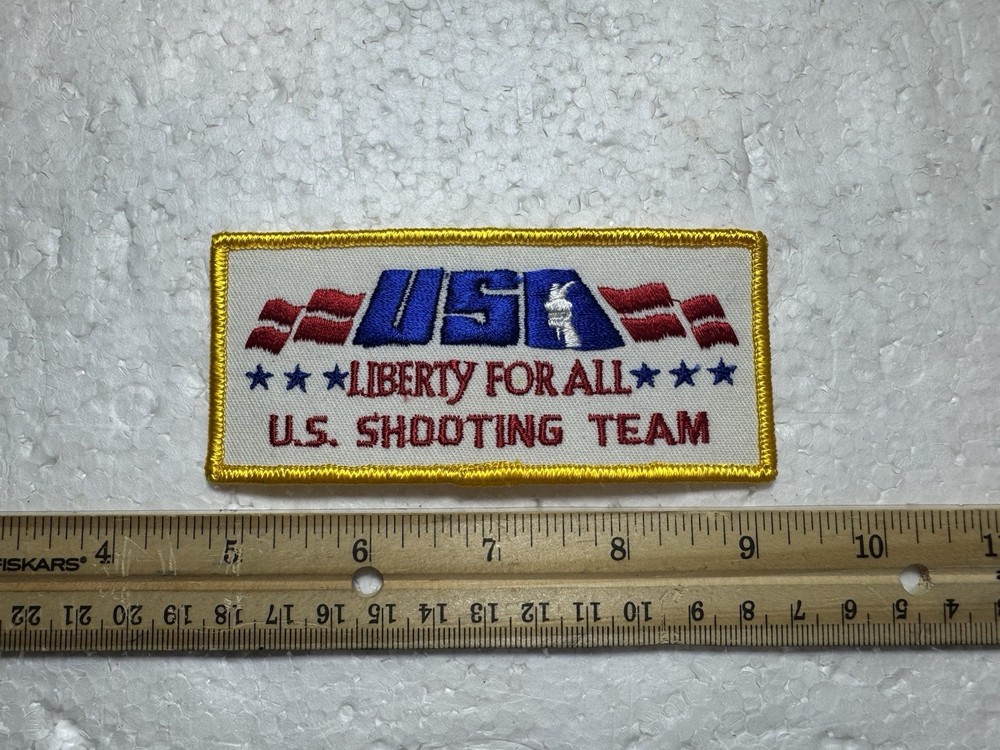 USA
LIBERTY FOR ALL
U.S. SHOOTING TEAM
4 5 6 7 8 9 10 1
FISKARS®
22 21 20 19 18 17 16 15 14 13 12 11 10 9 8 7 6 5 4